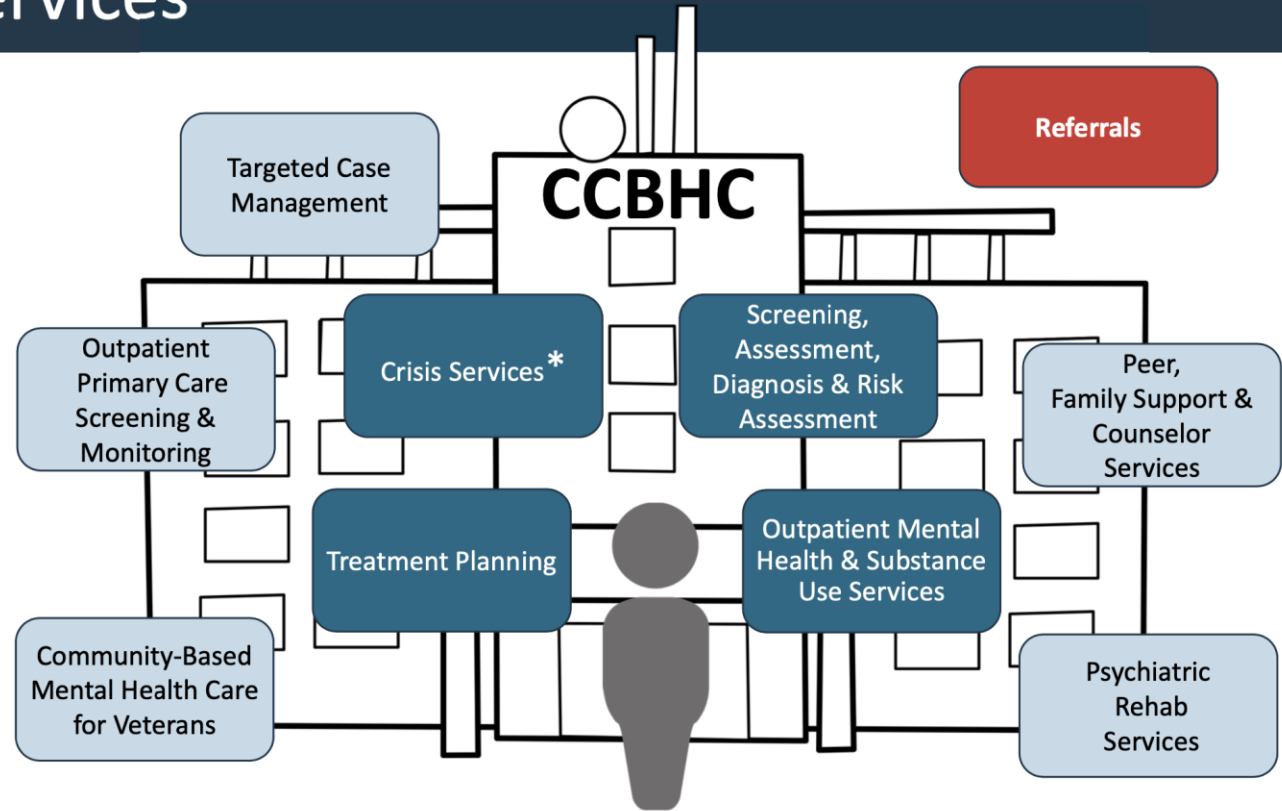 ervices
Referrals
Targeted Case
Management
CCBHC
Crisis Services*
Screening,
Assessment,
Diagnosis & Risk
Assessment
Outpatient
Primary Care
Screening &
Monitoring
Peer,
Family Support &
Counselor
Services
Treatment Planning
Outpatient Mental
Health & Substance
Use Services
Community-Based
Mental Health Care
for Veterans
Psychiatric
Rehab
Services